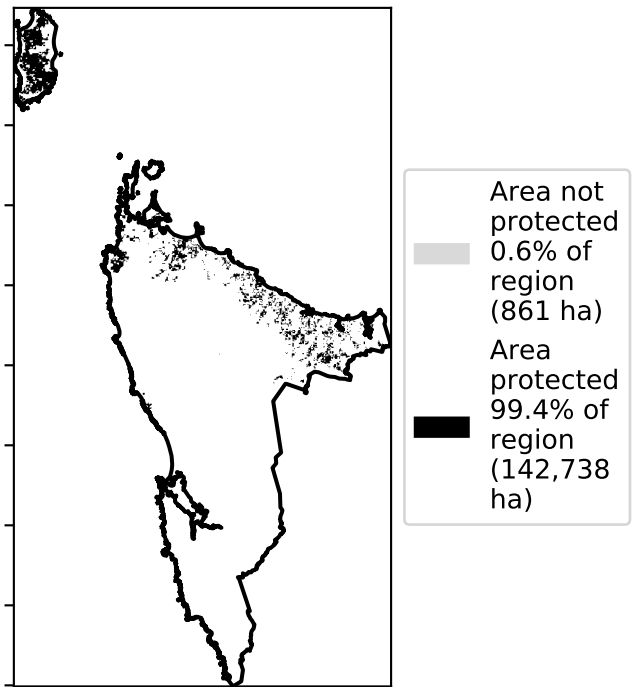 Area not
protected
0.6% of
region
(861 ha)
Area
protected
99.4% of
region
(142,738
ha)